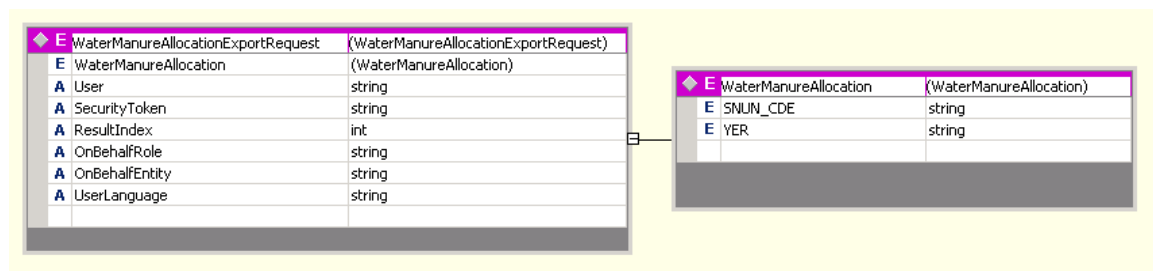 E WaterManureAllocationExportRequest (WaterManureAllocationExportRequest)
E WaterManureAllocation (WaterManureAllocation)
A User string
A SecurityToken string
A ResultIndex int
A OnBehalfRole string
A OnBehalfEntity string
A UserLanguage string
E WaterManureAllocation (WaterManureAllocation)
E SNUN_CDE string
E YER string